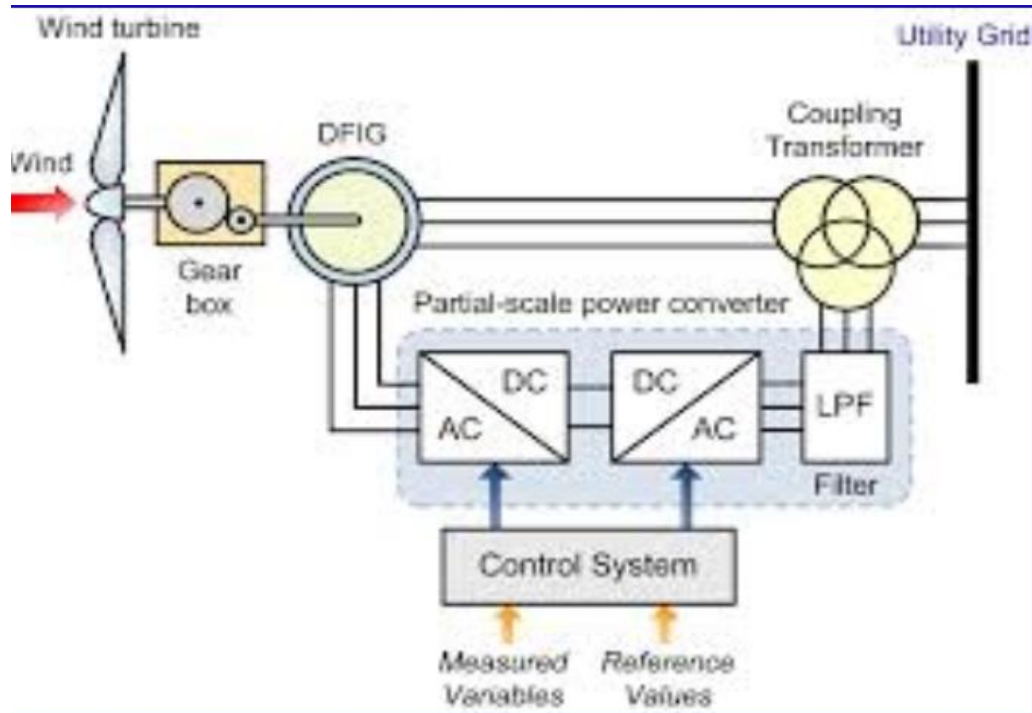 Wind turbine
Utility Grid
Coupling
Transformer
DFIG
Wind
Gear
box
Partial-scale power converter
DC
AC
DC
AC
LPF
Filter
Control System
Measured
Variables
Reference
Values